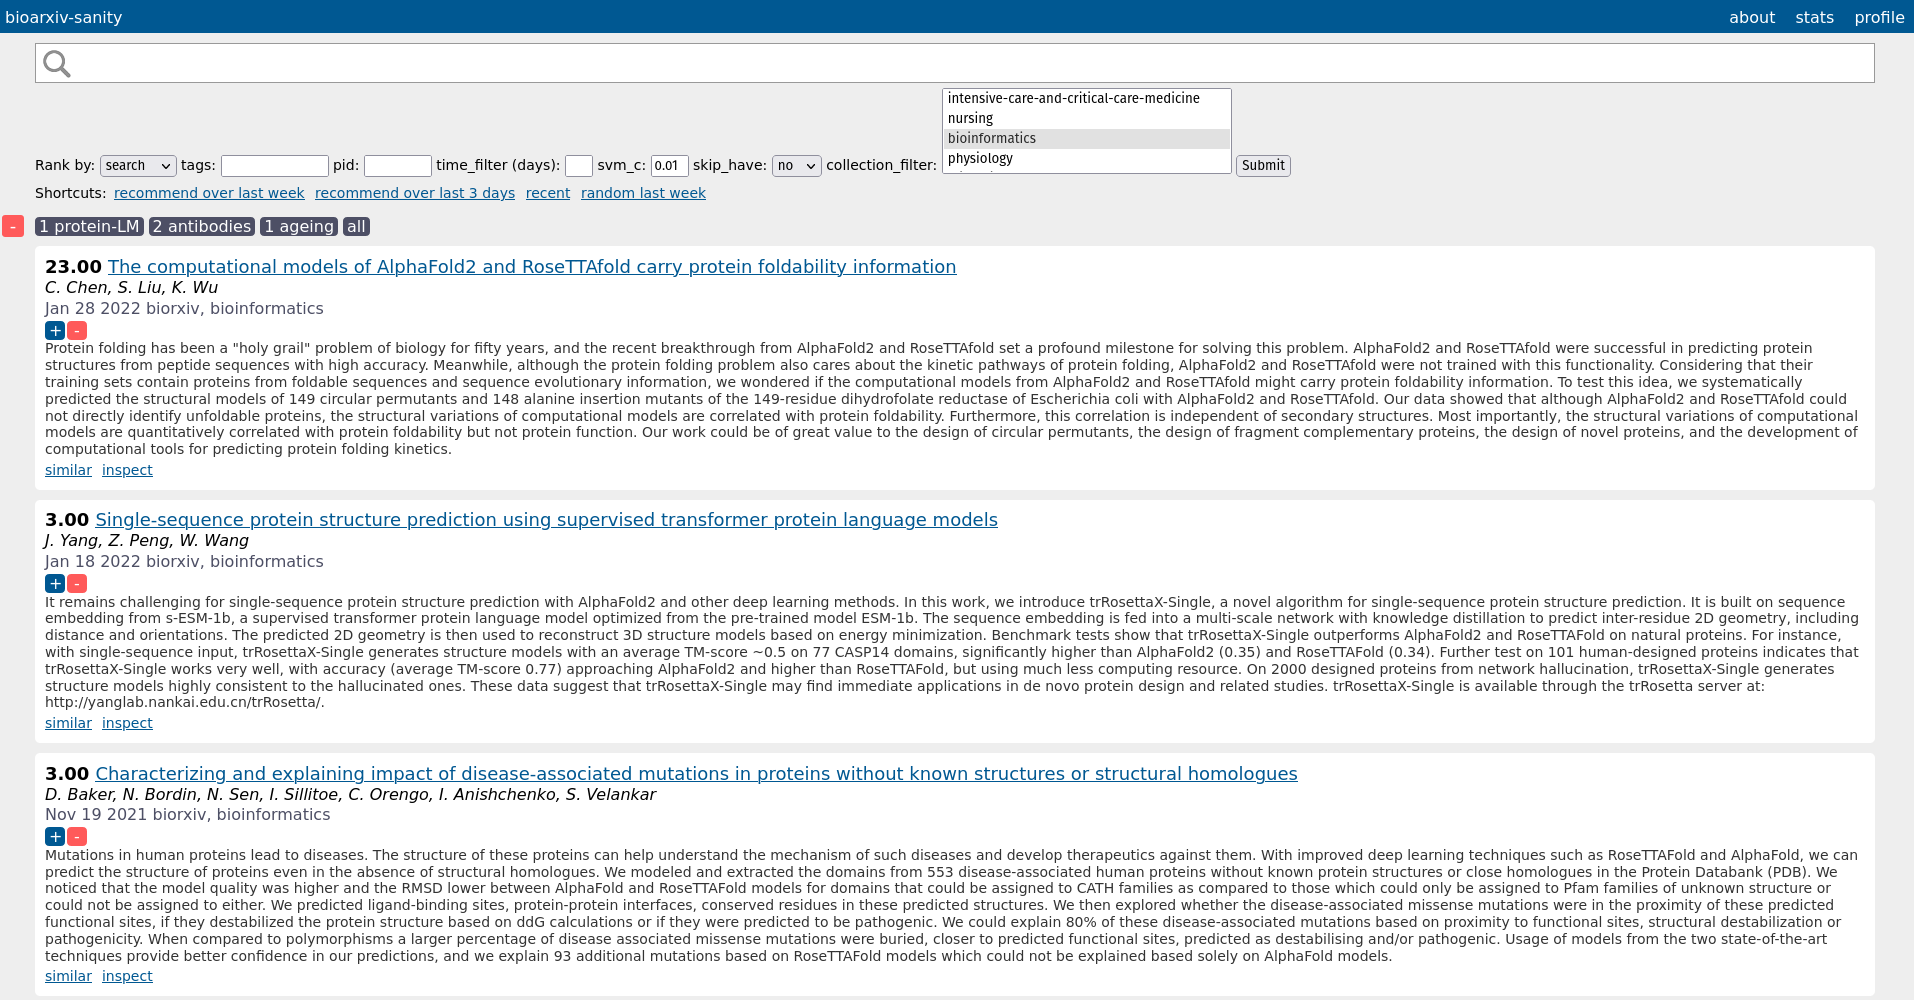 bioarxiv-sanity about stats profile
intensive-care-and-critical-care-medicine
nursing
bioinformatics
physiology
Rank by: search tags: pid: time_filter (days): svm_c: 0.01 skip_have: no collection_filter: Submit
Shortcuts: recommend over last week recommend over last 3 days recent random last week
- 1 protein-LM 2 antibodies 1 ageing all
23.00 The computational models of AlphaFold2 and RoseTTAfold carry protein foldability information
C. Chen, S. Liu, K. Wu
Jan 28 2022 biorxiv, bioinformatics
+ -
Protein folding has been a "holy grail" problem of biology for fifty years, and the recent breakthrough from AlphaFold2 and RoseTTAfold set a profound milestone for solving this problem. AlphaFold2 and RoseTTAfold were successful in predicting protein
structures from peptide sequences with high accuracy. Meanwhile, although the protein folding problem also cares about the kinetic pathways of protein folding, AlphaFold2 and RoseTTAfold were not trained with this functionality. Considering that their
training sets contain proteins from foldable sequences and sequence evolutionary information, we wondered if the computational models from AlphaFold2 and RoseTTAfold might carry protein foldability information. To test this idea, we systematically
predicted the structural models of 149 circular permutants and 148 alanine insertion mutants of the 149-residue dihydrofolate reductase of Escherichia coli with AlphaFold2 and RoseTTAfold. Our data showed that although AlphaFold2 and RoseTTAfold could
not directly identify unfoldable proteins, the structural variations of computational models are correlated with protein foldability. Furthermore, this correlation is independent of secondary structures. Most importantly, the structural variations of computational
models are quantitatively correlated with protein foldability but not protein function. Our work could be of great value to the design of circular permutants, the design of fragment complementary proteins, the design of novel proteins, and the development of
computational tools for predicting protein folding kinetics.
similar inspect
3.00 Single-sequence protein structure prediction using supervised transformer protein language models
J. Yang, Z. Peng, W. Wang
Jan 18 2022 biorxiv, bioinformatics
+ -
It remains challenging for single-sequence protein structure prediction with AlphaFold2 and other deep learning methods. In this work, we introduce trRosettaX-Single, a novel algorithm for single-sequence protein structure prediction. It is built on sequence
embedding from s-ESM-1b, a supervised transformer protein language model optimized from the pre-trained model ESM-1b. The sequence embedding is fed into a multi-scale network with knowledge distillation to predict inter-residue 2D geometry, including
distance and orientations. The predicted 2D geometry is then used to reconstruct 3D structure models based on energy minimization. Benchmark tests show that trRosettaX-Single outperforms AlphaFold2 and RoseTTAFold on natural proteins. For instance,
with single-sequence input, trRosettaX-Single generates structure models with an average TM-score ~0.5 on 77 CASP14 domains, significantly higher than AlphaFold2 (0.35) and RoseTTAFold (0.34). Further test on 101 human-designed proteins indicates that
trRosettaX-Single works very well, with accuracy (average TM-score 0.77) approaching AlphaFold2 and higher than RoseTTAFold, but using much less computing resource. On 2000 designed proteins from network hallucination, trRosettaX-Single generates
structure models highly consistent to the hallucinated ones. These data suggest that trRosettaX-Single may find immediate applications in de novo protein design and related studies. trRosettaX-Single is available through the trRosetta server at:
http://yanglab.nankai.edu.cn/trRosetta/.
similar inspect
3.00 Characterizing and explaining impact of disease-associated mutations in proteins without known structures or structural homologues
D. Baker, N. Bordin, N. Sen, I. Sillitoe, C. Orengo, I. Anishchenko, S. Velankar
Nov 19 2021 biorxiv, bioinformatics
+ -
Mutations in human proteins lead to diseases. The structure of these proteins can help understand the mechanism of such diseases and develop therapeutics against them. With improved deep learning techniques such as RoseTTAFold and AlphaFold, we can
predict the structure of proteins even in the absence of structural homologues. We modeled and extracted the domains from 553 disease-associated human proteins without known protein structures or close homologues in the Protein Databank (PDB). We
noticed that the model quality was higher and the RMSD lower between AlphaFold and RoseTTAFold models for domains that could be assigned to CATH families as compared to those which could only be assigned to Pfam families of unknown structure or
could not be assigned to either. We predicted ligand-binding sites, protein-protein interfaces, conserved residues in these predicted structures. We then explored whether the disease-associated missense mutations were in the proximity of these predicted
functional sites, if they destabilized the protein structure based on ddG calculations or if they were predicted to be pathogenic. We could explain 80% of these disease-associated mutations based on proximity to functional sites, structural destabilization or
pathogenicity. When compared to polymorphisms a larger percentage of disease associated missense mutations were buried, closer to predicted functional sites, predicted as destabilising and/or pathogenic. Usage of models from the two state-of-the-art
techniques provide better confidence in our predictions, and we explain 93 additional mutations based on RoseTTAFold models which could not be explained based solely on AlphaFold models.
similar inspect